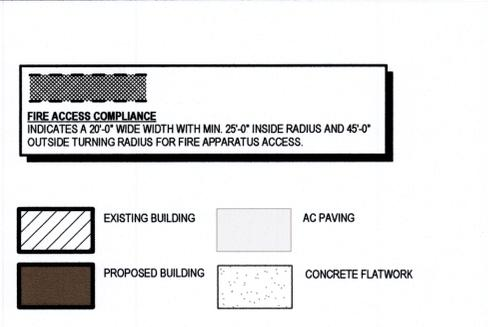 FIRE ACCESS COMPLIANCE
INDICATES A 20'-0" WIDE WIDTH WITH MIN. 25'-0" INSIDE RADIUS AND 45'-0"
OUTSIDE TURNING RADIUS FOR FIRE APPARATUS ACCESS.
EXISTING BUILDING
AC PAVING
PROPOSED BUILDING
CONCRETE FLATWORK